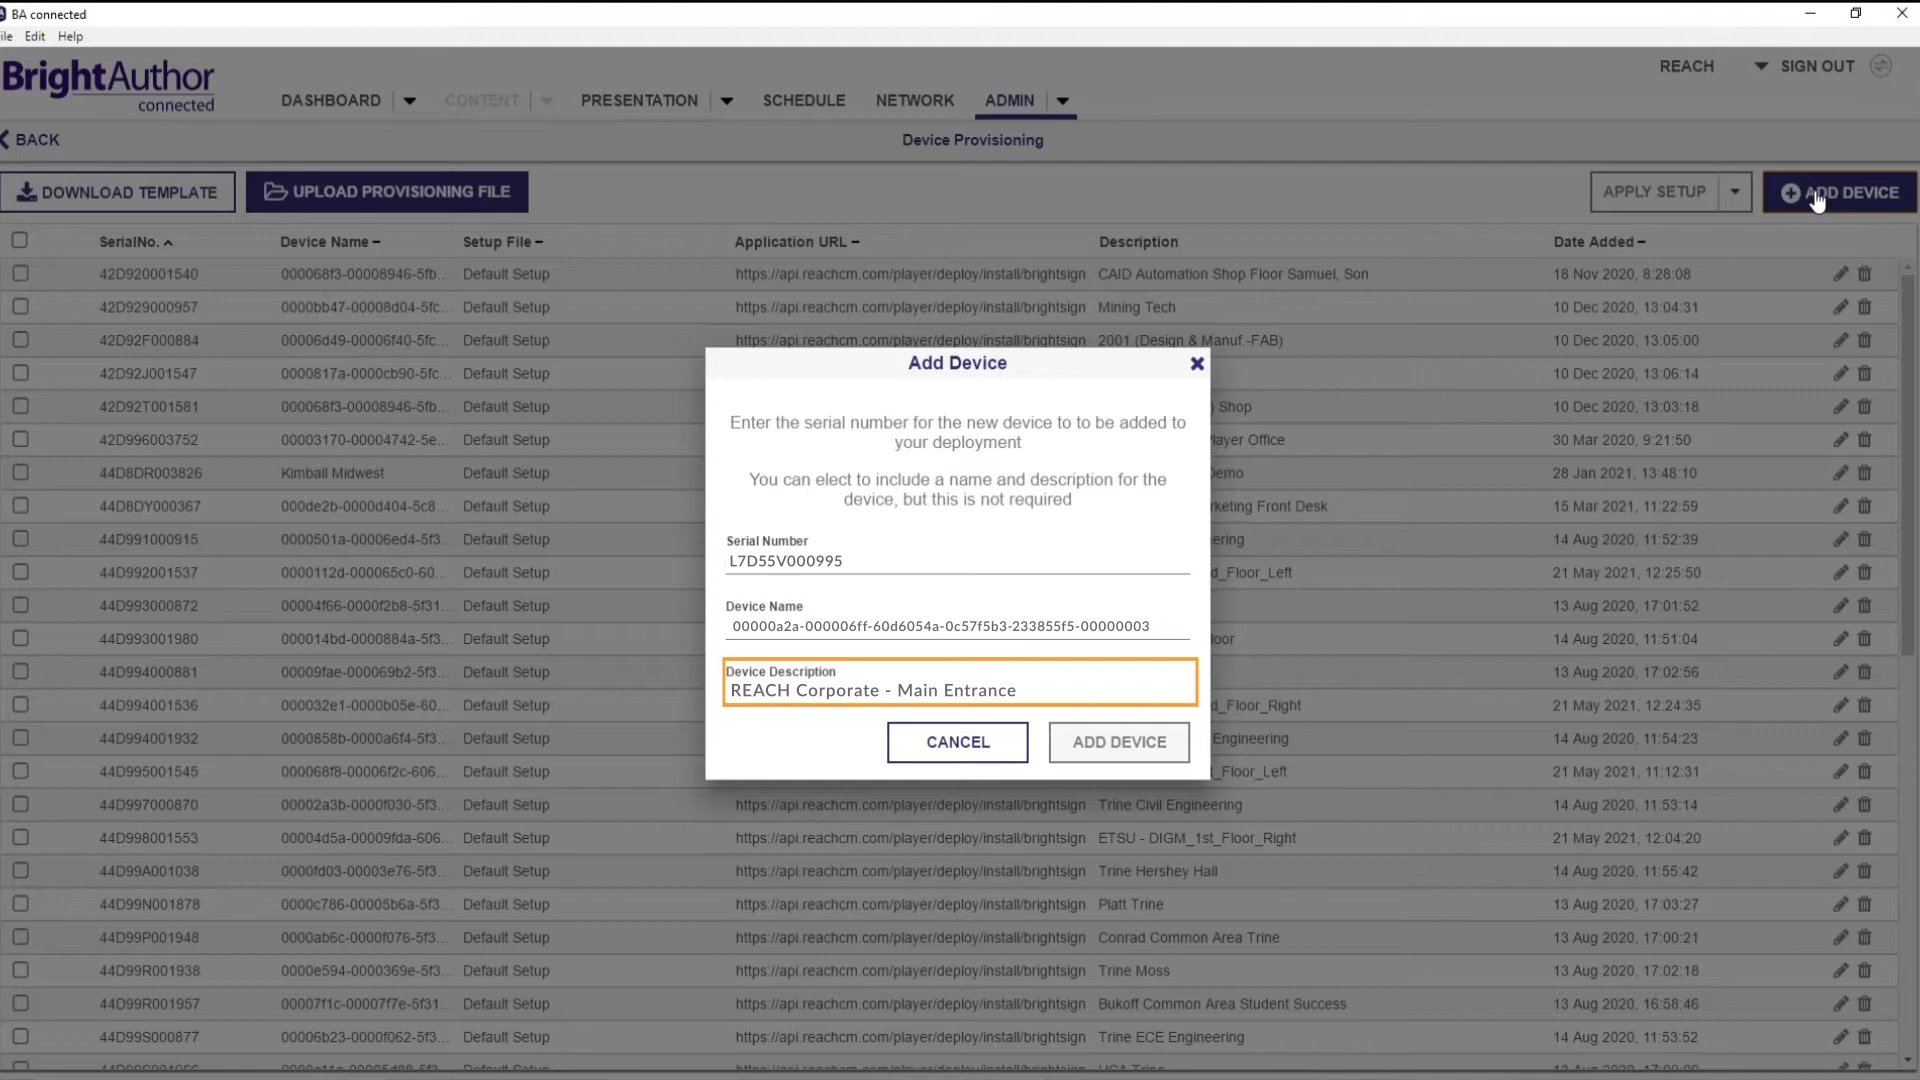 BA connected
ile Edit Help
BrightAuthor
connected
DASHBOARD CONTENT PRESENTATION SCHEDULE NETWORK ADMIN
REACH SIGN OUT
BACK
Device Provisioning
DOWNLOAD TEMPLATE UPLOAD PROVISIONING FILE APPLY SETUP ADD DEVICE
SerialNo. Device Name Setup File Application URL Description Date Added
42D920001540 000068f3-00008946-5fb... Default Setup https://api.reachcm.com/player/deploy/install/brightsign CAID Automation Shop Floor Samuel, Son 18 Nov 2020, 8:28:08
42D929000957 0000bb47-00008d04-5fc... Default Setup https://api.reachcm.com/player/deploy/install/brightsign Mining Tech 10 Dec 2020, 13:04:31
42D92F000884 00006d49-00006f40-5fc... Default Setup https://api.reachcm.com/player/deploy/install/brightsign 2001 (Design & Manuf.-FAB) 10 Dec 2020, 13:05:00
42D92J001547 0000817a-0000cb90-5fc... Default Setup 10 Dec 2020, 13:06:14
42D92T001581 000068f3-00008946-5fb... Default Setup ) Shop 10 Dec 2020, 13:03:18
42D996003752 00003170-00004742-5e... Default Setup Player Office 30 Mar 2020, 9:21:50
44D8DR003826 Kimball Midwest Default Setup Demo 28 Jan 2021, 13:48:10
44D8DY000367 000de2b-0000d404-5c8... Default Setup rketing Front Desk 15 Mar 2021, 11:22:59
44D991000915 0000501a-00006ed4-5f3... Default Setup ering 14 Aug 2020, 11:52:39
44D992001537 0000112d-000065c0-60... Default Setup d_Floor_Left 21 May 2021, 12:25:50
44D993000872 00004f66-0000f2b8-5f31... Default Setup 13 Aug 2020, 17:01:52
44D993001980 000014bd-0000884a-5f3... Default Setup loor 14 Aug 2020, 11:51:04
44D994000881 00009fae-000069b2-5f3... Default Setup 13 Aug 2020, 17:02:56
44D994001536 000032e1-0000b05e-60... Default Setup d_Floor_Right 21 May 2021, 12:24:35
44D994001932 0000858b-0000a6f4-5f3... Default Setup Engineering 14 Aug 2020, 11:54:23
44D995001545 000068f8-00006f2c-606... Default Setup t_Floor_Left 21 May 2021, 11:12:31
44D997000870 00002a3b-0000f030-5f3... Default Setup https://api.reachcm.com/player/deploy/install/brightsign Trine Civil Engineering 14 Aug 2020, 11:53:14
44D998001553 00004d5a-00009fda-606... Default Setup https://api.reachcm.com/player/deploy/install/brightsign ETSU - DIGM_1st_Floor_Right 21 May 2021, 12:04:20
44D99A001038 0000fd03-00003e76-5f3... Default Setup https://api.reachcm.com/player/deploy/install/brightsign Trine Hershey Hall 14 Aug 2020, 11:55:42
44D99N001878 0000c786-00005b6a-5f3... Default Setup https://api.reachcm.com/player/deploy/install/brightsign Platt Trine 13 Aug 2020, 17:03:27
44D99P001948 0000ab6c-0000f076-5f3... Default Setup https://api.reachcm.com/player/deploy/install/brightsign Conrad Common Area Trine 13 Aug 2020, 17:00:21
44D99R001938 0000e594-0000369e-5f3... Default Setup https://api.reachcm.com/player/deploy/install/brightsign Trine Moss 13 Aug 2020, 17:02:18
44D99R001957 00007f1c-00007f7e-5f31... Default Setup https://api.reachcm.com/player/deploy/install/brightsign Bukoff Common Area Student Success 13 Aug 2020, 16:58:46
44D99S000877 00006b23-0000f062-5f3... Default Setup https://api.reachcm.com/player/deploy/install/brightsign Trine ECE Engineering 14 Aug 2020, 11:53:52
Add Device
Enter the serial number for the new device to to be added to
your deployment
You can elect to include a name and description for the
device, but this is not required
Serial Number
L7D55V000995
Device Name
00000a2a-000006ff-60d6054a-0c57f5b3-233855f5-00000003
Device Description
REACH Corporate - Main Entrance
CANCEL ADD DEVICE